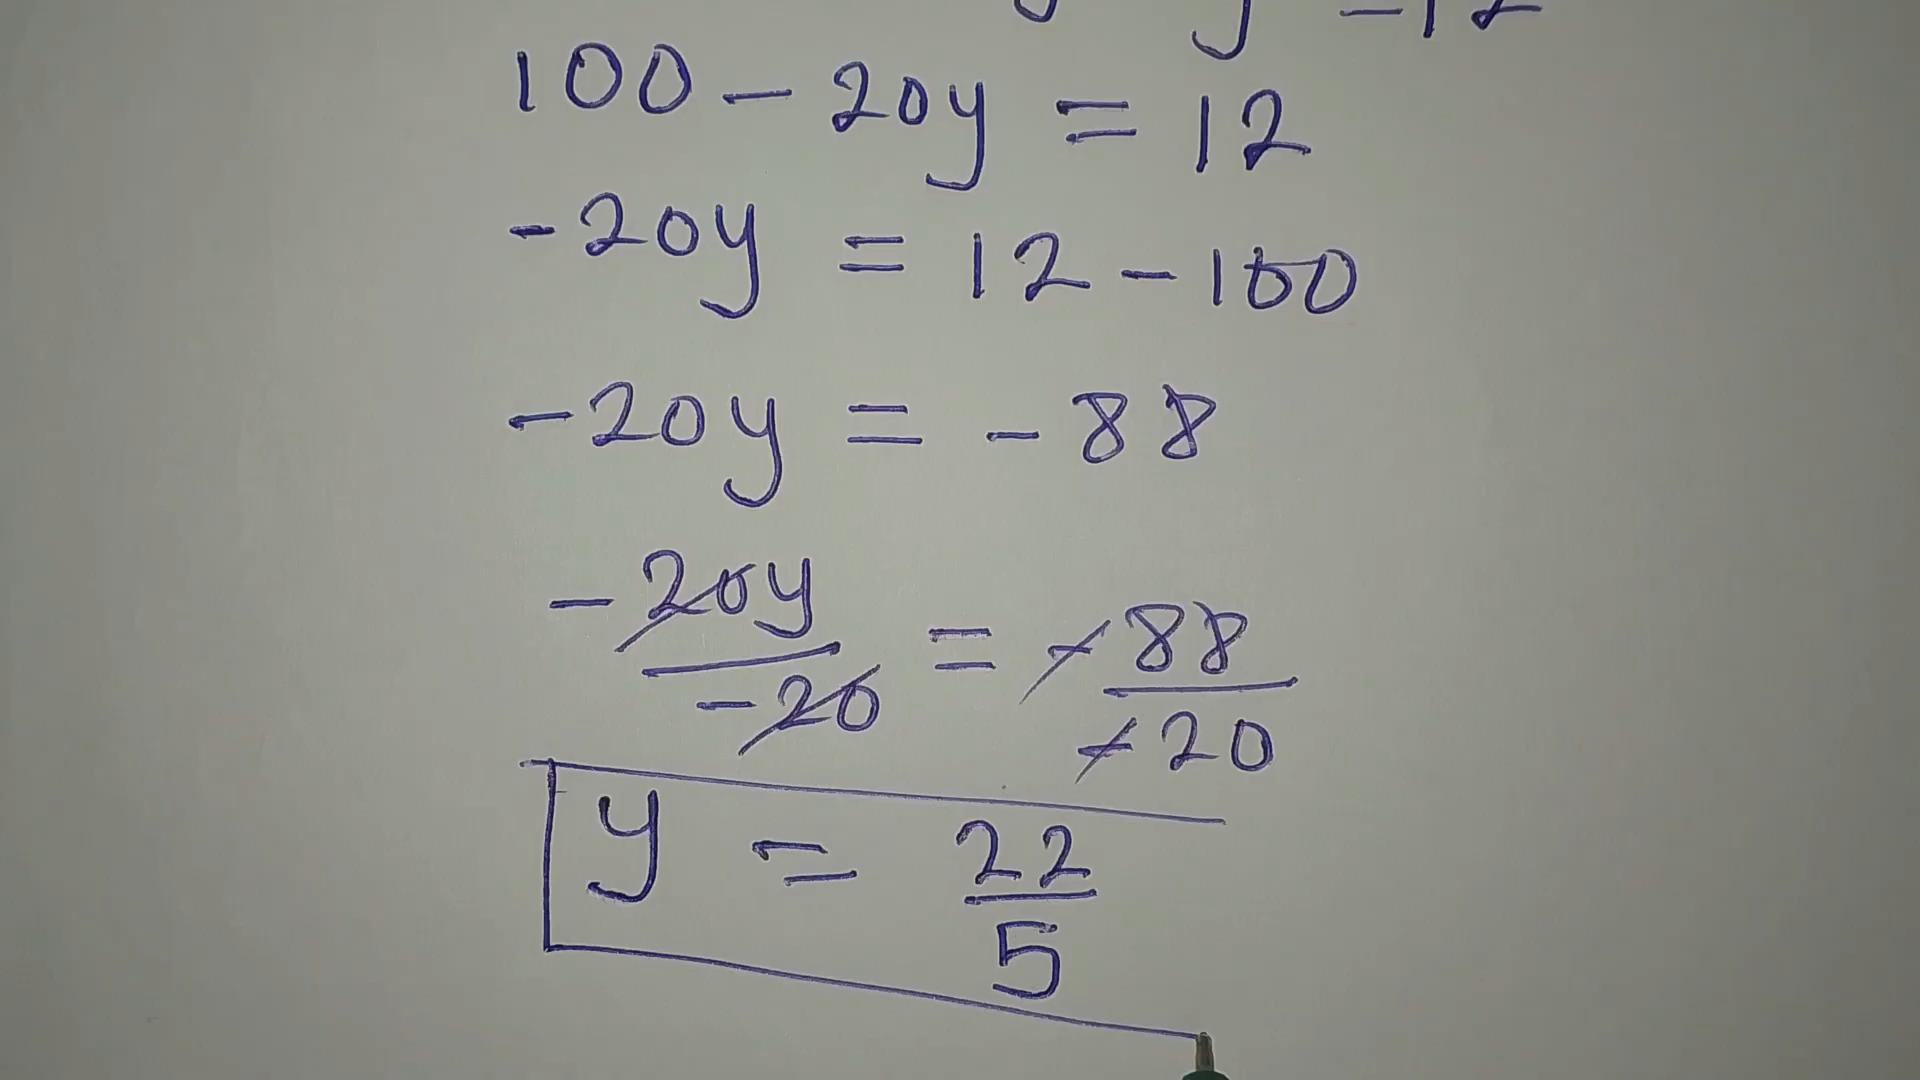 100 - 20y = 12
-20y = 12 - 100
-20y = -88
-20y/-20 = -88/-20
y = 22/5